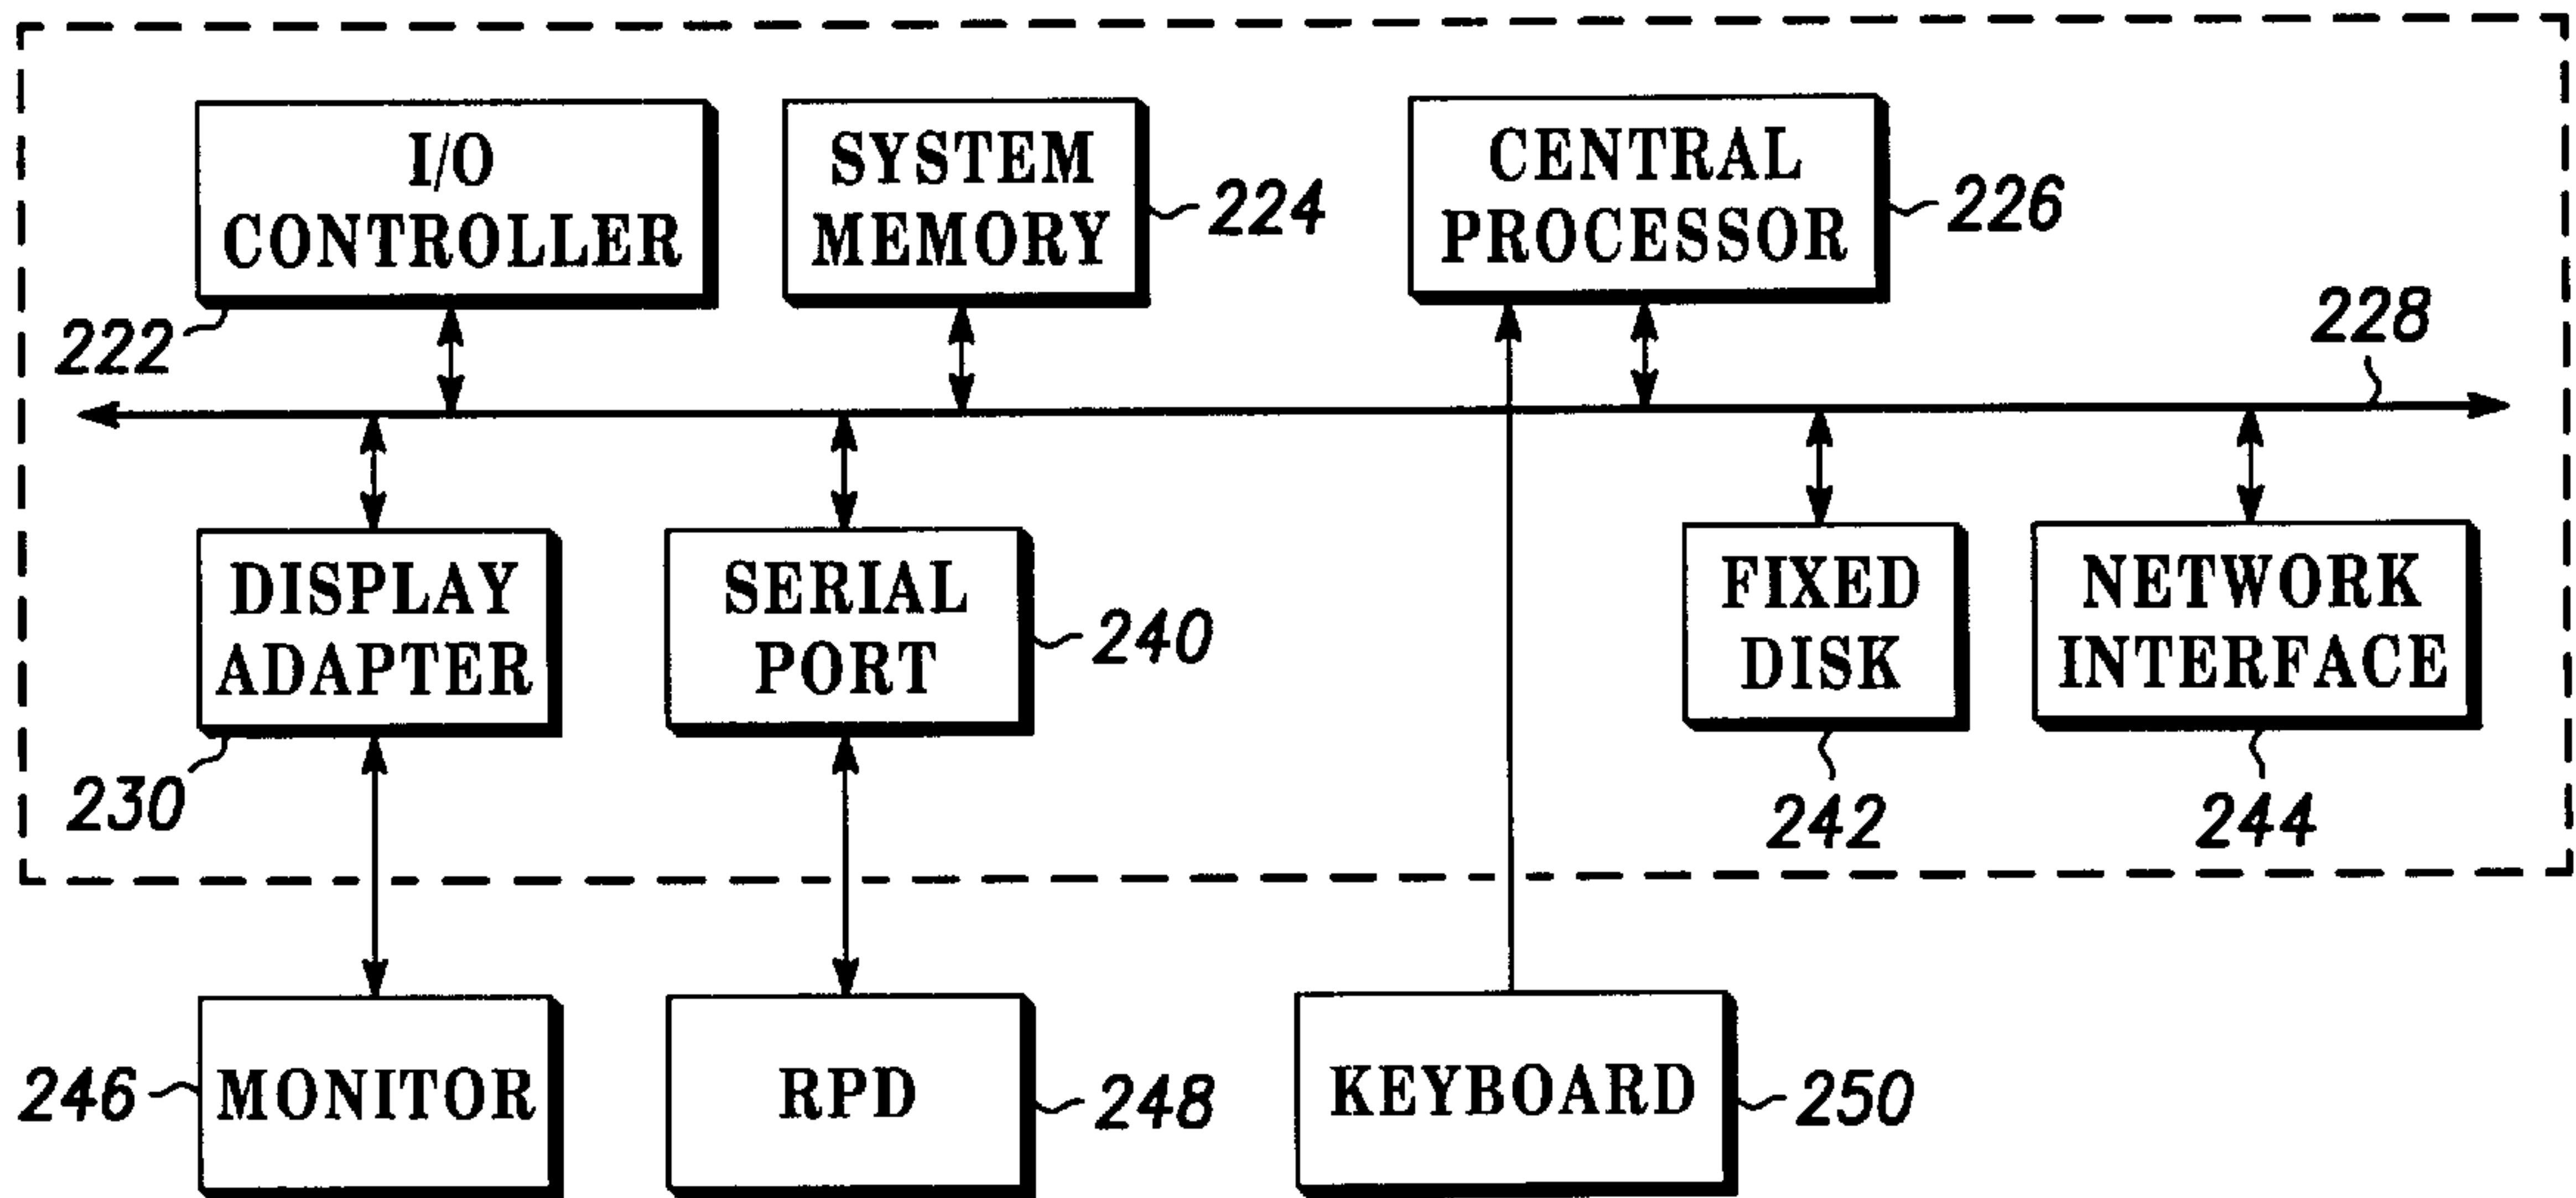 I/O
CONTROLLER
222
SYSTEM
MEMORY
224
CENTRAL
PROCESSOR
226
228
DISPLAY
ADAPTER
230
SERIAL
PORT
240
FIXED
DISK
242
NETWORK
INTERFACE
244
246
MONITOR
RPD
248
KEYBOARD
250